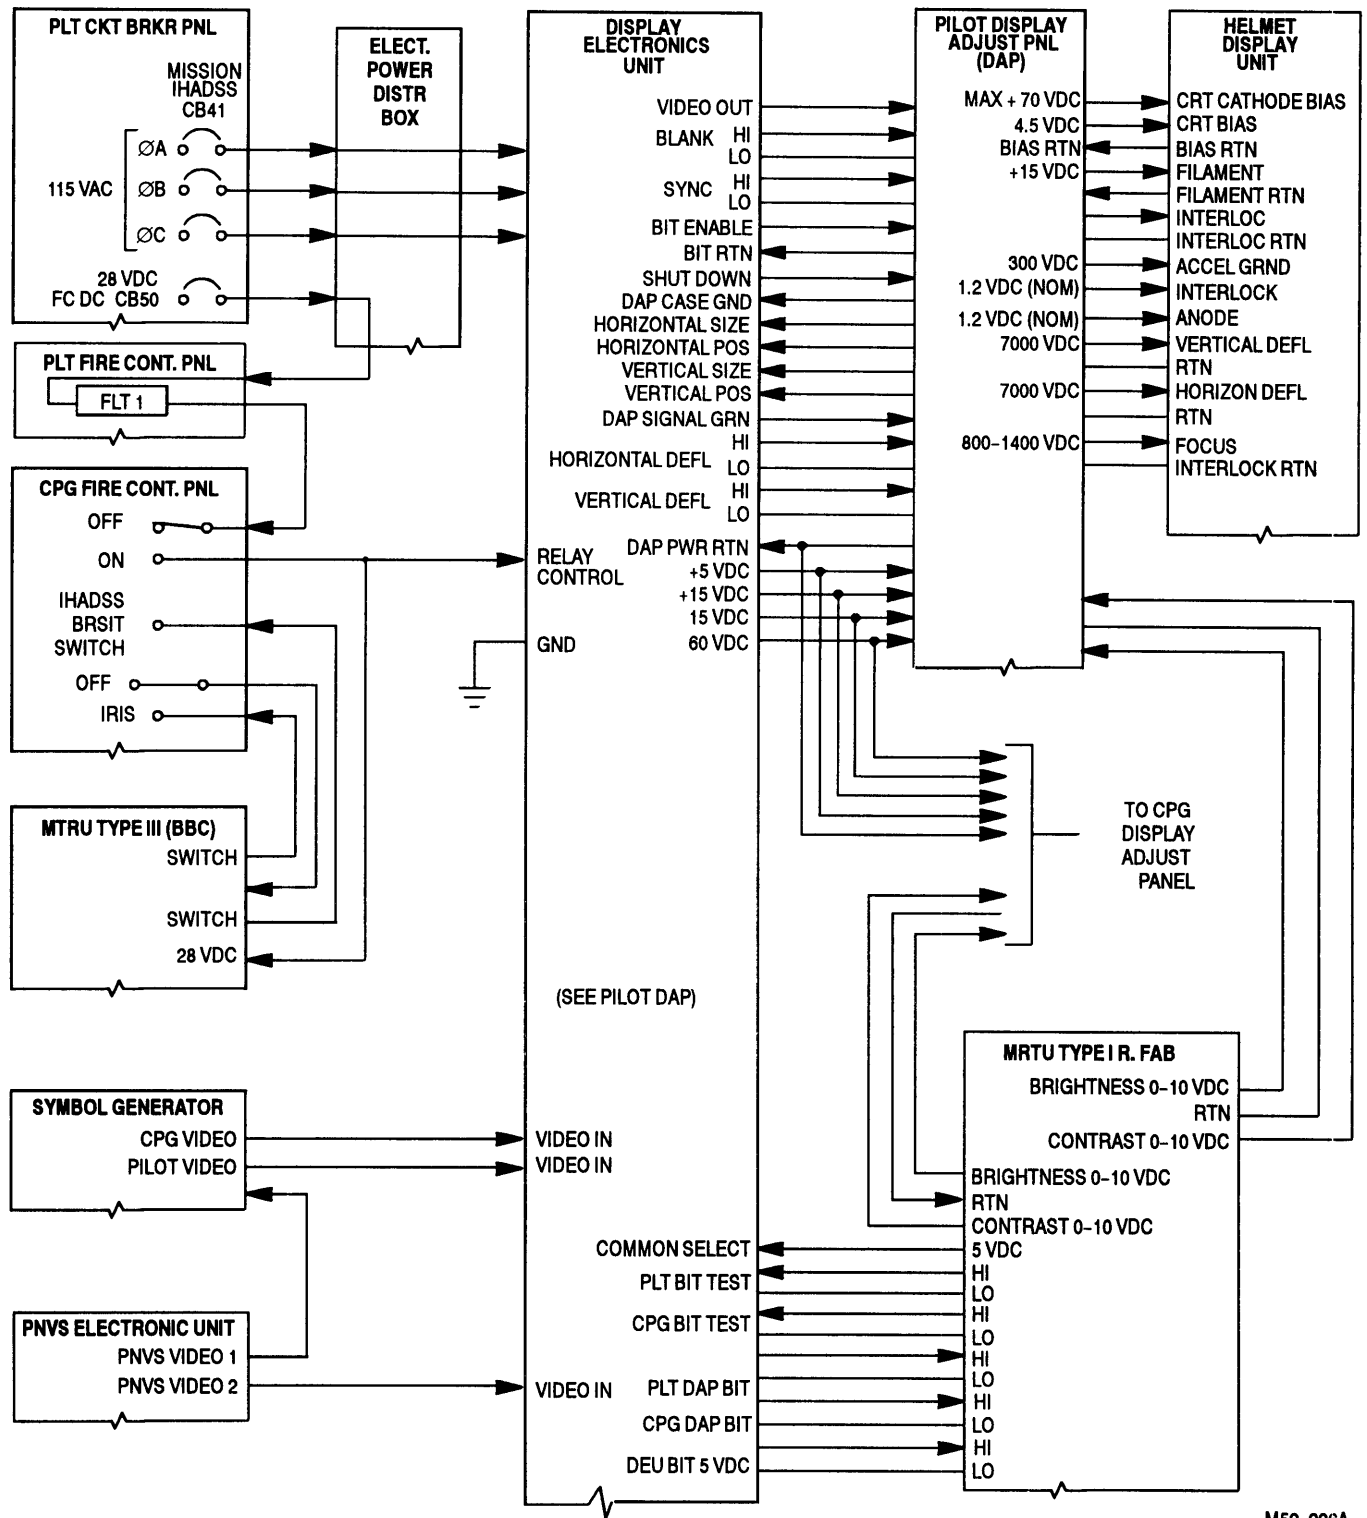 PLT CKT BRKR PNL
MISSION
IHADSS
CB41
ØA
115 VAC
ØB
ØC
28 VDC
FC DC CB50
ELECT.
POWER
DISTR
BOX
PLT FIRE CONT. PNL
FLT 1
CPG FIRE CONT. PNL
OFF
ON
IHADSS
BRSIT
SWITCH
OFF
IRIS
MTRU TYPE III (BBC)
SWITCH
SWITCH
28 VDC
SYMBOL GENERATOR
CPG VIDEO
PILOT VIDEO
PNVS ELECTRONIC UNIT
PNVS VIDEO 1
PNVS VIDEO 2
DISPLAY
ELECTRONICS
UNIT
VIDEO OUT
BLANK HI
LO
SYNC HI
LO
BIT ENABLE
BIT RTN
SHUT DOWN
DAP CASE GND
HORIZONTAL SIZE
HORIZONTAL POS
VERTICAL SIZE
VERTICAL POS
DAP SIGNAL GRN
HI
HORIZONTAL DEFL
LO
HI
VERTICAL DEFL
LO
DAP PWR RTN
RELAY
CONTROL
+5 VDC
+15 VDC
15 VDC
GND
60 VDC
(SEE PILOT DAP)
VIDEO IN
VIDEO IN
COMMON SELECT
PLT BIT TEST
CPG BIT TEST
VIDEO IN
PLT DAP BIT
CPG DAP BIT
DEU BIT 5 VDC
PILOT DISPLAY
ADJUST PNL
(DAP)
MAX + 70 VDC
4.5 VDC
BIAS RTN
+15 VDC
300 VDC
1.2 VDC (NOM)
1.2 VDC (NOM)
7000 VDC
7000 VDC
800-1400 VDC
HELMET
DISPLAY
UNIT
CRT CATHODE BIAS
CRT BIAS
BIAS RTN
FILAMENT
FILAMENT RTN
INTERLOC
INTERLOC RTN
ACCEL GRND
INTERLOCK
ANODE
VERTICAL DEFL
RTN
HORIZON DEFL
RTN
FOCUS
INTERLOCK RTN
TO CPG
DISPLAY
ADJUST
PANEL
MRTU TYPE I R. FAB
BRIGHTNESS 0-10 VDC
RTN
CONTRAST 0-10 VDC
BRIGHTNESS 0-10 VDC
RTN
CONTRAST 0-10 VDC
5 VDC
HI
LO
HI
LO
HI
LO
HI
LO
HI
LO